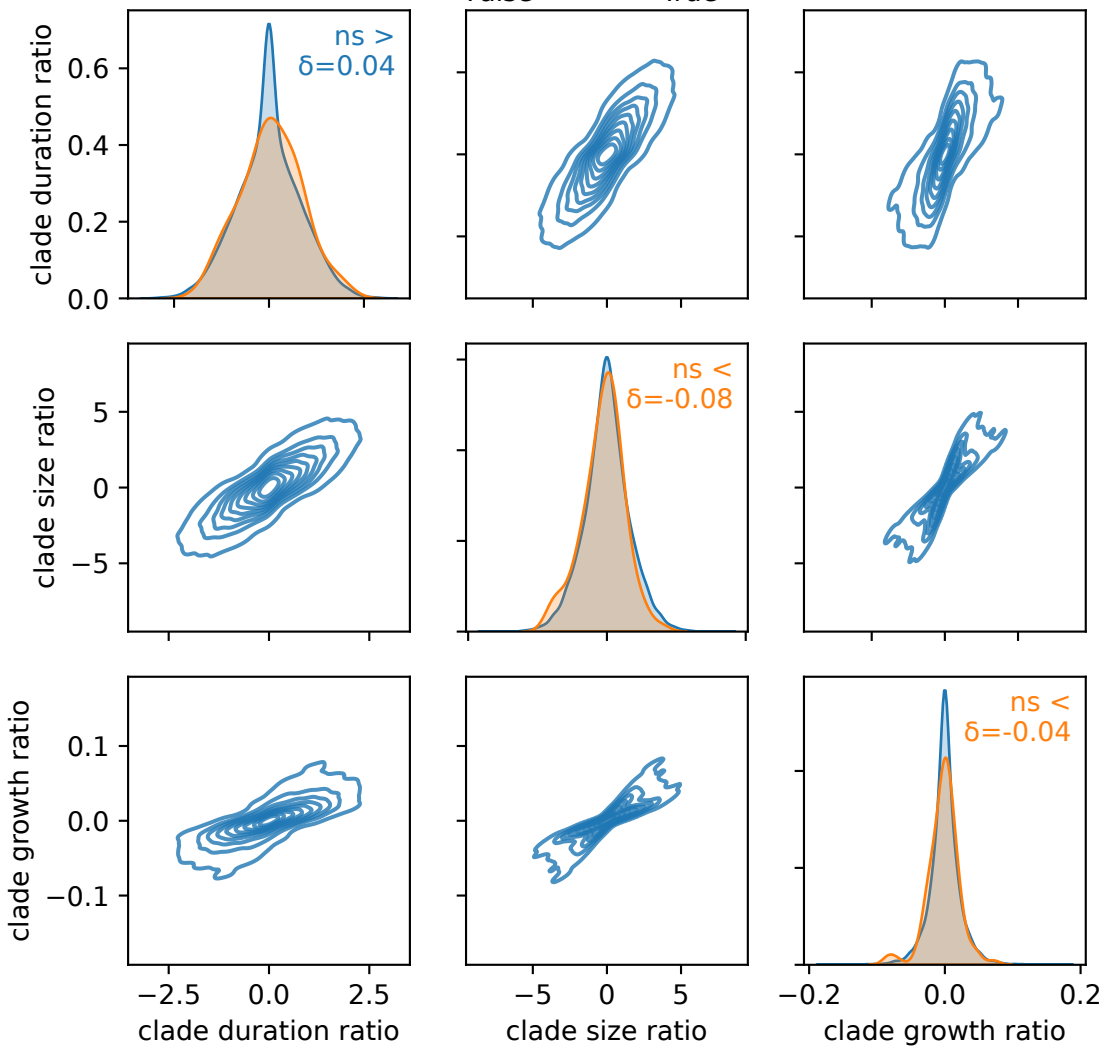 clade duration ratio
0.6
0.4
0.2
0.0
ns >
δ=0.04
clade size ratio
5
0
−5
ns <
δ=-0.08
clade growth ratio
0.1
0.0
−0.1
ns <
δ=-0.04
−2.5 0.0 2.5
clade duration ratio
−5 0 5
clade size ratio
−0.2 0.0 0.2
clade growth ratio